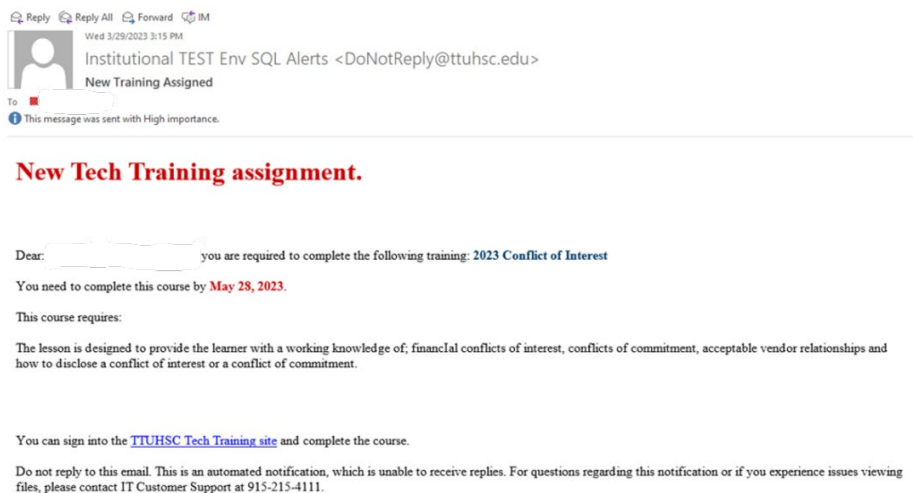 Reply Reply All Forward IM
Wed 3/29/2023 3:15 PM
Institutional TEST Env SQL Alerts <DoNotReply@ttuhsc.edu>
New Training Assigned
To
This message was sent with High importance.
New Tech Training assignment.
Dear: you are required to complete the following training: 2023 Conflict of Interest
You need to complete this course by May 28, 2023.
This course requires:
The lesson is designed to provide the learner with a working knowledge of; financIal conflicts of interest, conflicts of commitment, acceptable vendor relationships and
how to disclose a conflict of interest or a conflict of commitment.
You can sign into the TTUHSC Tech Training site and complete the course.
Do not reply to this email. This is an automated notification, which is unable to receive replies. For questions regarding this notification or if you experience issues viewing
files, please contact IT Customer Support at 915-215-4111.